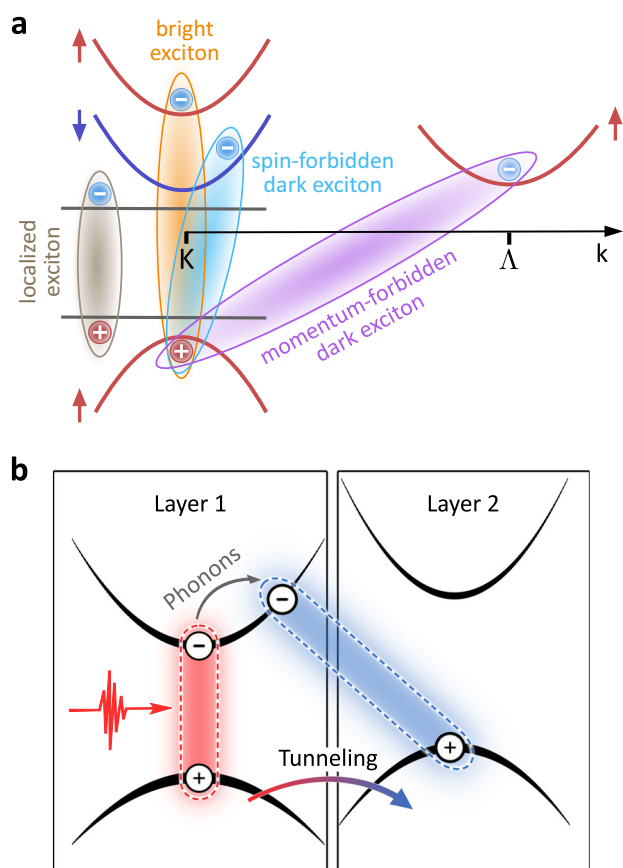 a
bright
exciton
spin-forbidden
dark exciton
localized
exciton
K
Λ
k
momentum-forbidden
dark exciton
b
Layer 1
Layer 2
Phonons
Tunneling